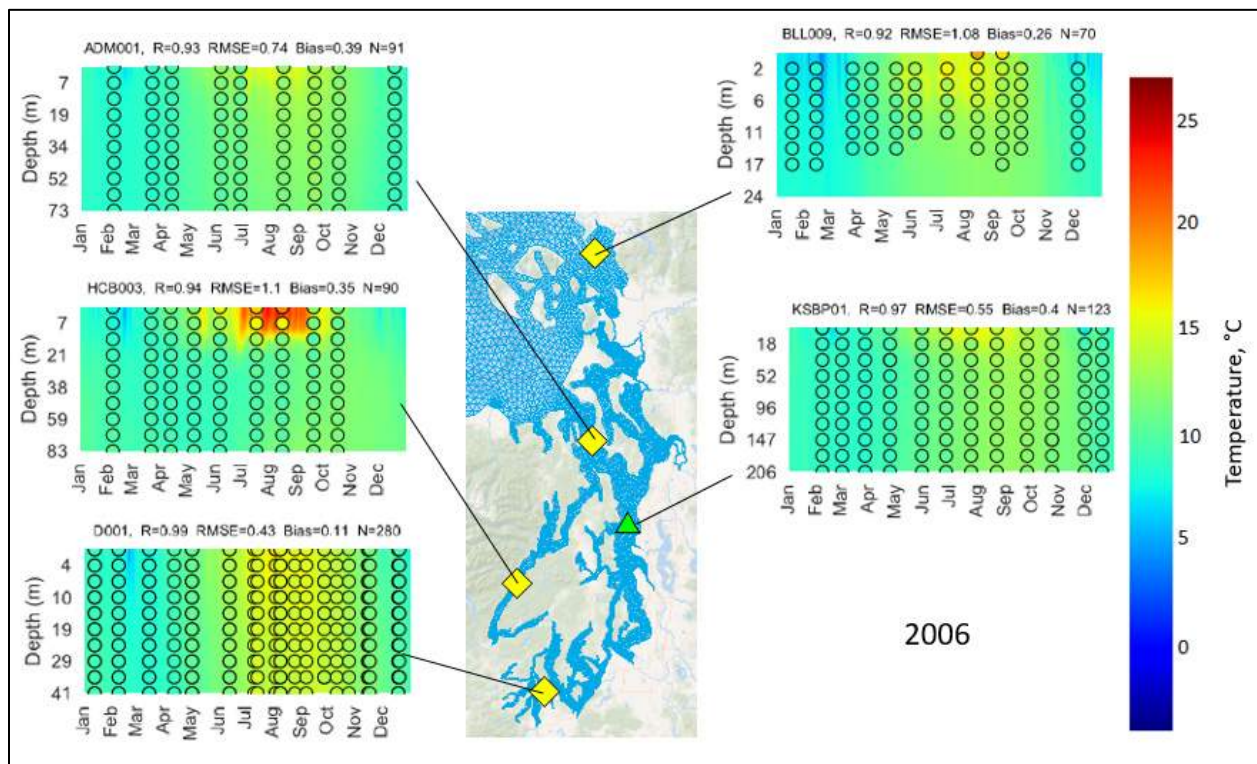 ADM001, R=0.93 RMSE=0.74 Bias=0.39 N=91
Depth (m)
7
19
34
52
73
Jan Feb Mar Apr May Jun Jul Aug Sep Oct Nov Dec
HCB003, R=0.94 RMSE=1.1 Bias=0.35 N=90
Depth (m)
7
21
38
59
83
Jan Feb Mar Apr May Jun Jul Aug Sep Oct Nov Dec
D001, R=0.99 RMSE=0.43 Bias=0.11 N=280
Depth (m)
4
10
19
29
41
Jan Feb Mar Apr May Jun Jul Aug Sep Oct Nov Dec
BLL009, R=0.92 RMSE=1.08 Bias=0.26 N=70
Depth (m)
2
6
11
17
24
Jan Feb Mar Apr May Jun Jul Aug Sep Oct Nov Dec
KSBP01, R=0.97 RMSE=0.55 Bias=0.4 N=123
Depth (m)
18
52
96
147
206
Jan Feb Mar Apr May Jun Jul Aug Sep Oct Nov Dec
2006
25
20
15
10
5
0
Temperature, °C